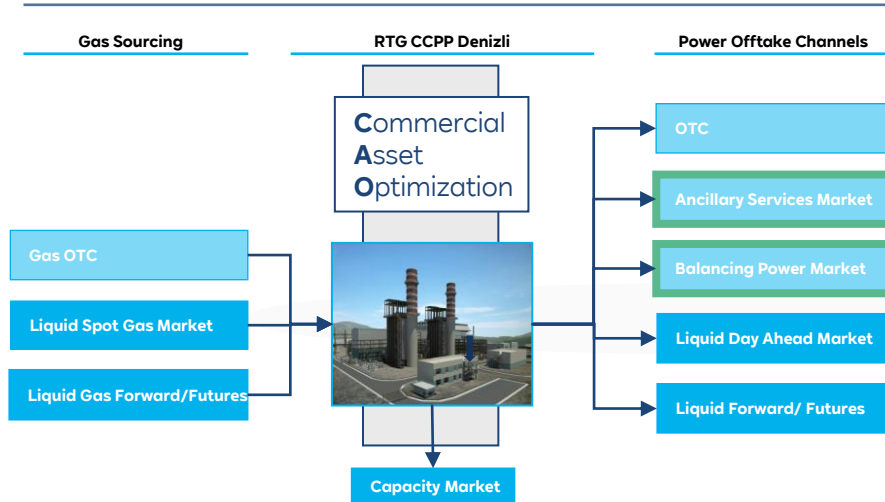 Gas Sourcing
RTG CCPP Denizli
Power Offtake Channels
Commercial
Asset
Optimization
Gas OTC
Liquid Spot Gas Market
Liquid Gas Forward/Futures
OTC
Ancillary Services Market
Balancing Power Market
Liquid Day Ahead Market
Liquid Forward/ Futures
Capacity Market